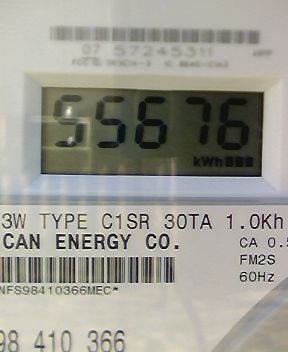 07 57245311
55676
kWh
3W TYPE C1SR 30TA 1.0Kh
CAN ENERGY CO.
CA 0.5
FM2S
60Hz
NFS98410366MEC*
98 410 366